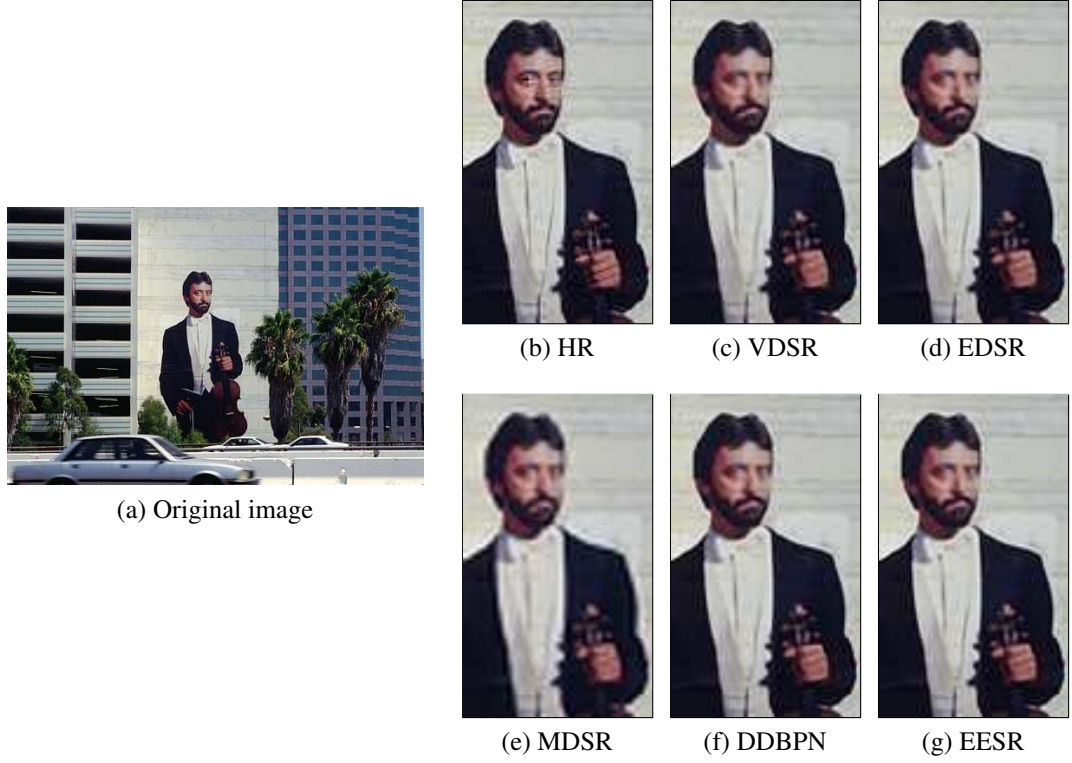 (b) HR
(c) VDSR
(d) EDSR
(a) Original image
(e) MDSR
(f) DDBPN
(g) EESR